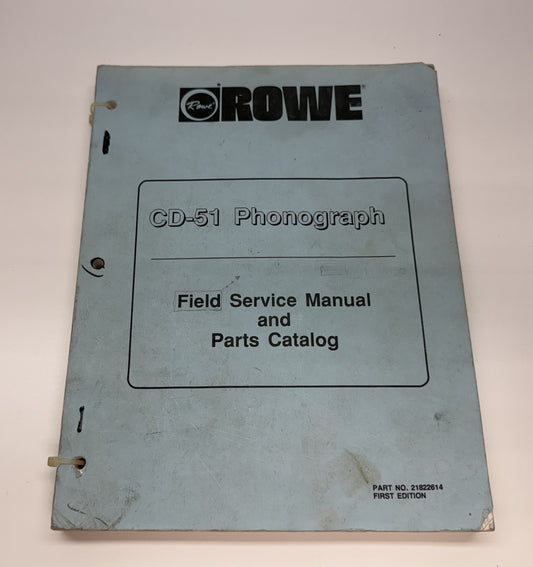 Rowe ROWE
CD-51 Phonograph
Field Service Manual
and
Parts Catalog
PART NO. 21822614
FIRST EDITION